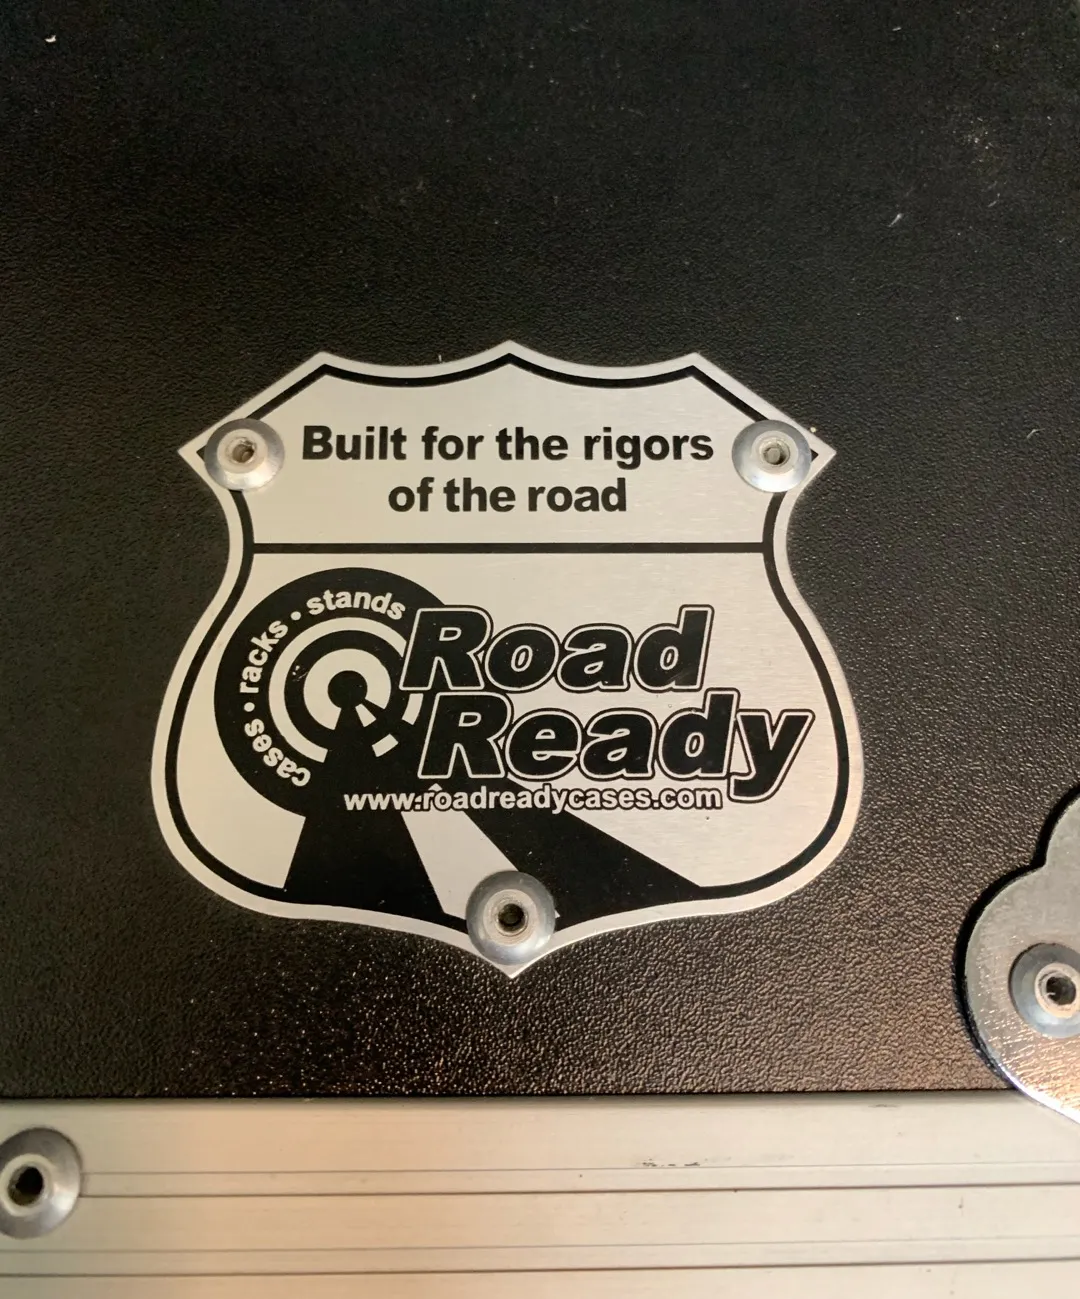 Built for the rigors
of the road
cases • racks • stands
Road
Ready
www.roadreadycases.com